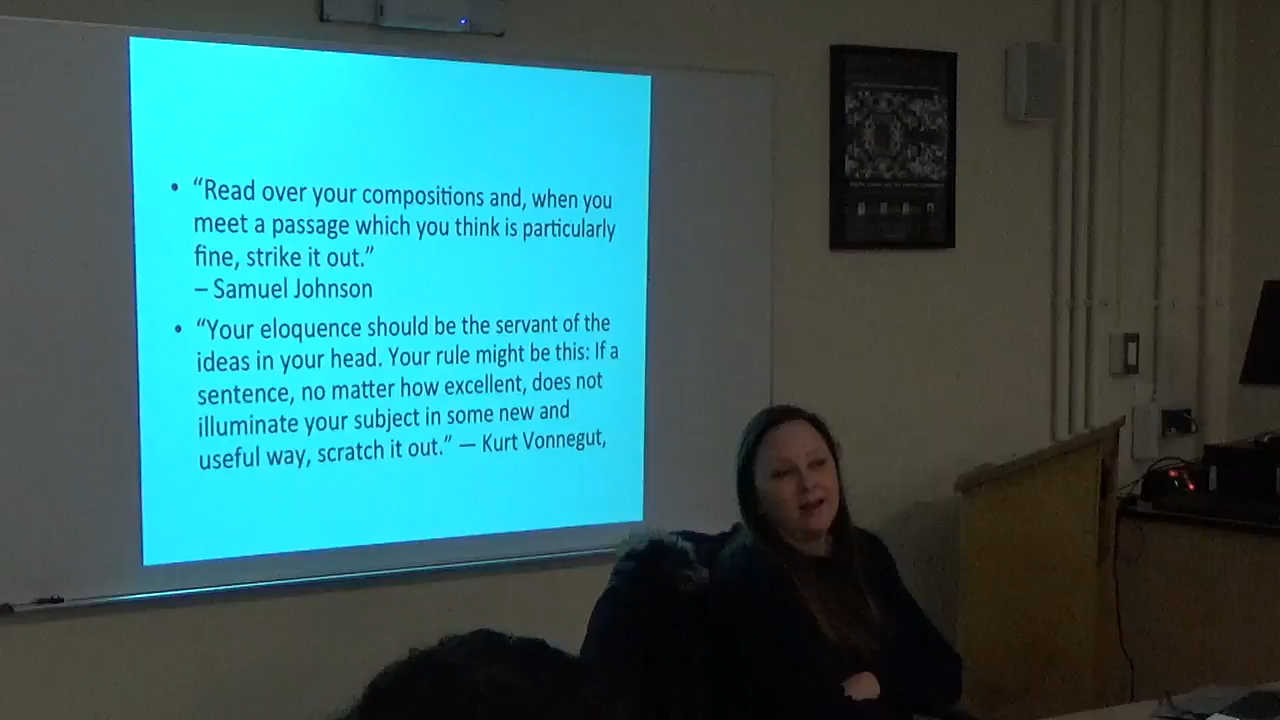 • “Read over your compositions and, when you
meet a passage which you think is particularly
fine, strike it out.”
– Samuel Johnson
• “Your eloquence should be the servant of the
ideas in your head. Your rule might be this: If a
sentence, no matter how excellent, does not
illuminate your subject in some new and
useful way, scratch it out.” — Kurt Vonnegut,